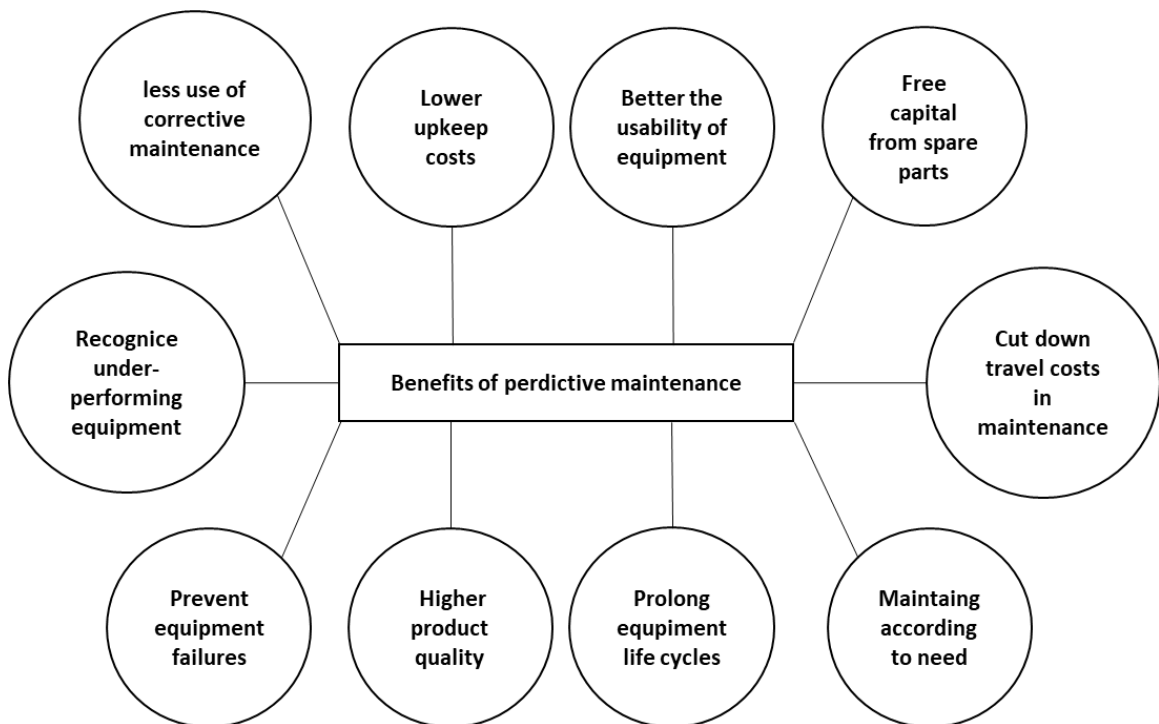 less use of
corrective
maintenance
Lower
upkeep
costs
Better the
usability of
equipment
Free
capital
from spare
parts
Recognice
under-
performing
equipment
Benefits of perdictive maintenance
Cut down
travel costs
in
maintenance
Prevent
equipment
failures
Higher
product
quality
Prolong
equpiment
life cycles
Maintaing
according
to need